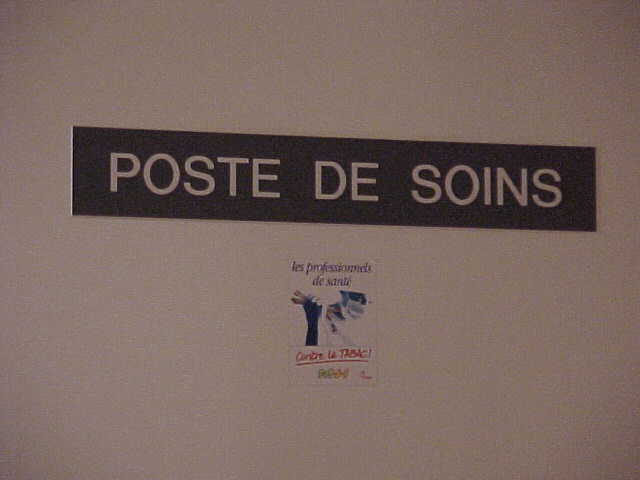 POSTE DE SOINS
les professionnels
de santé
Contre Le TABAC!